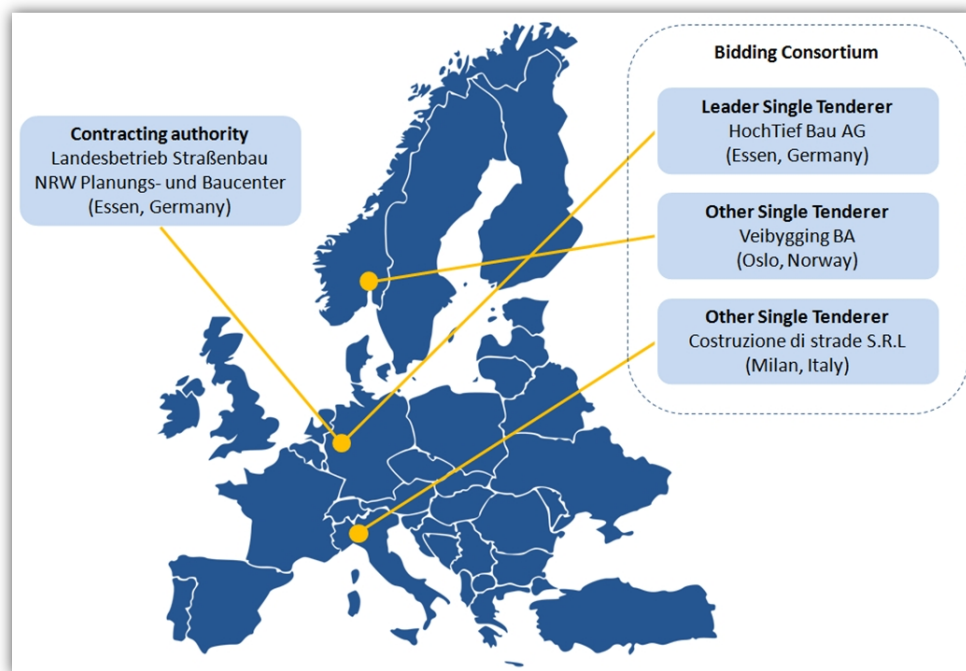 Contracting authority
Landesbetrieb Straßenbau
NRW Planungs- und Baucenter
(Essen, Germany)
Bidding Consortium
Leader Single Tenderer
HochTief Bau AG
(Essen, Germany)
Other Single Tenderer
Veibygging BA
(Oslo, Norway)
Other Single Tenderer
Costruzione di strade S.R.L
(Milan, Italy)